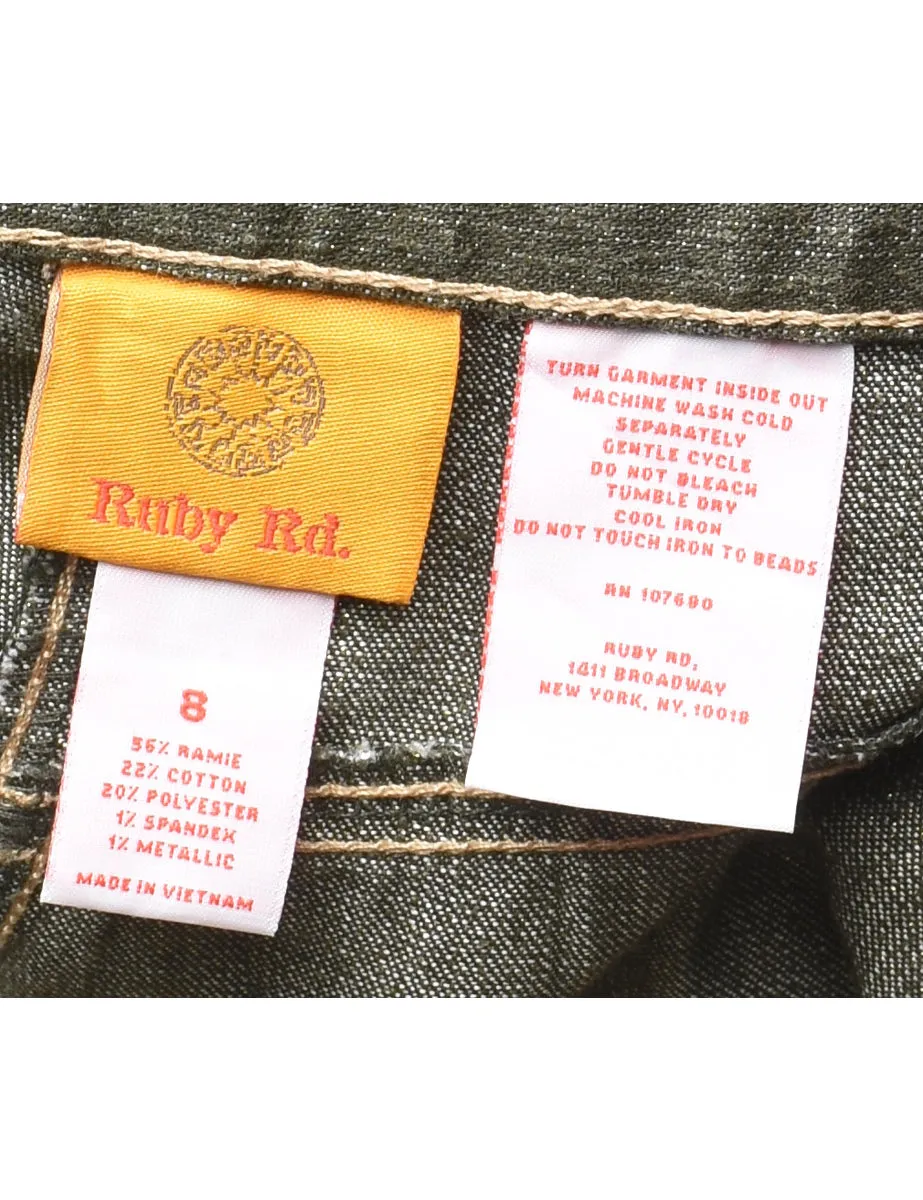 Ruby Rd.
8
56% RAMIE
22% COTTON
20% POLYESTER
1% SPANDEX
1% METALLIC
MADE IN VIETNAM
TURN GARMENT INSIDE OUT
MACHINE WASH COLD
SEPARATELY
GENTLE CYCLE
DO NOT BLEACH
TUMBLE DRY
COOL IRON
DO NOT TOUCH IRON TO BEADS
RN 107680
RUBY RD,
1411 BROADWAY
NEW YORK, NY, 10018